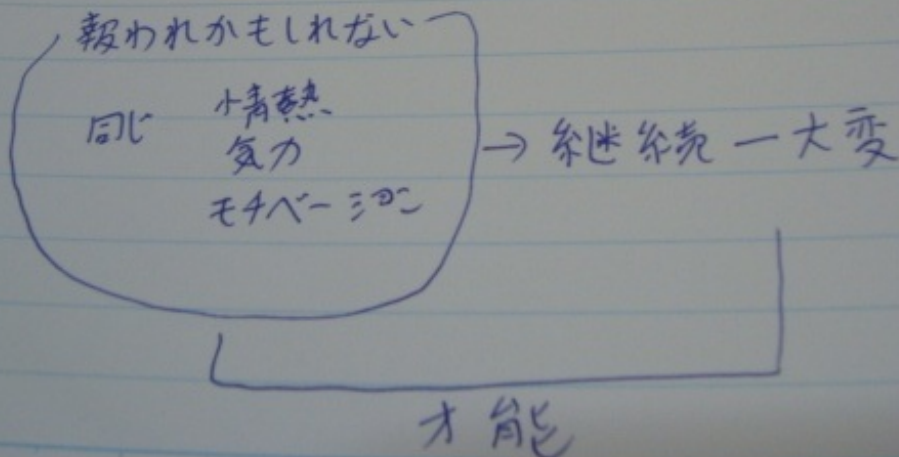 報われかもしれない
同じ 情熱
気力
モチベーション
→ 継続ー大変
才能